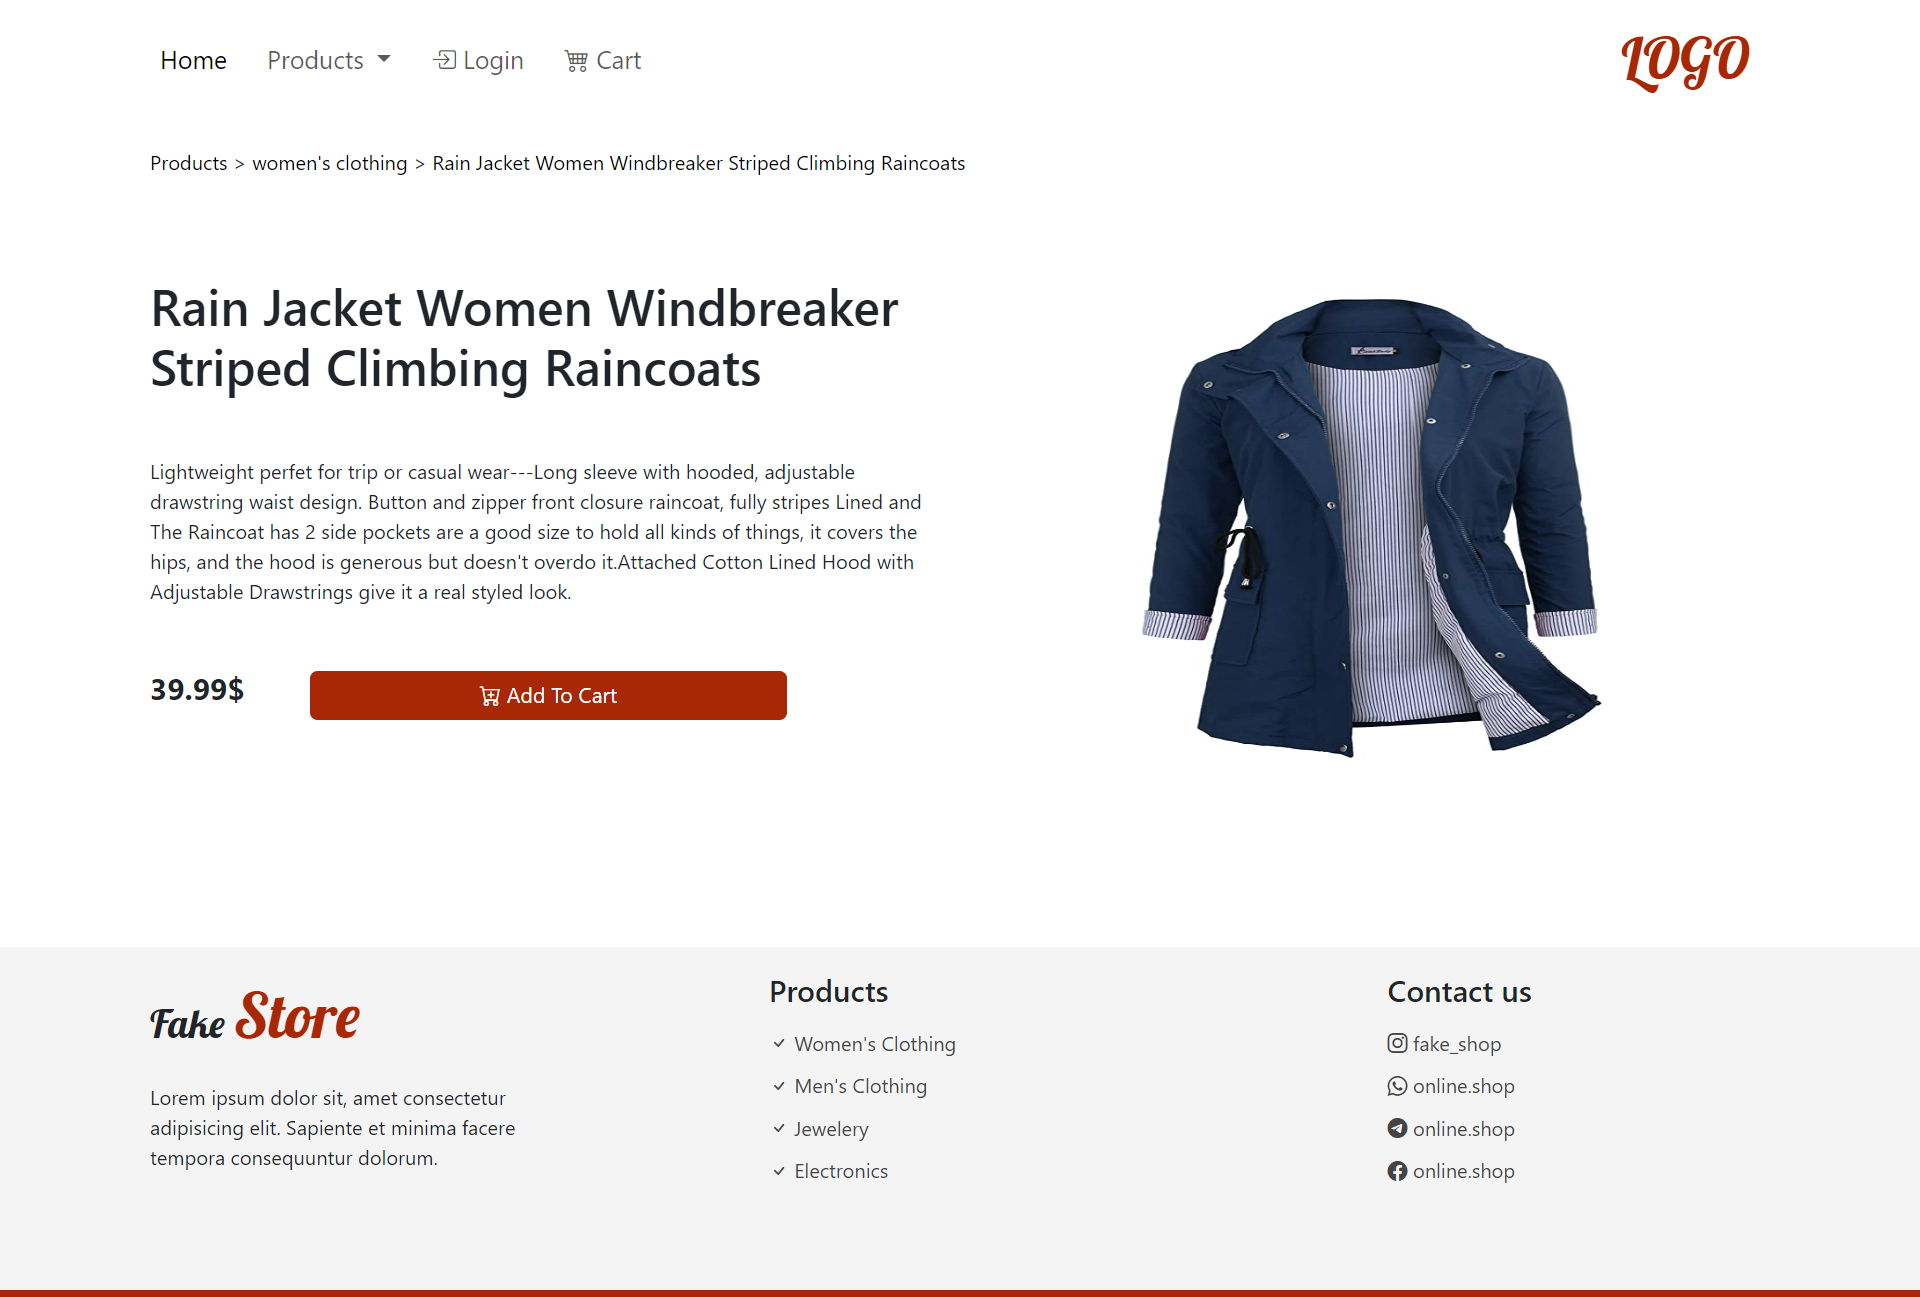 Home Products Login Cart LOGO
Products > women's clothing > Rain Jacket Women Windbreaker Striped Climbing Raincoats
Rain Jacket Women Windbreaker
Striped Climbing Raincoats
Lightweight perfet for trip or casual wear---Long sleeve with hooded, adjustable
drawstring waist design. Button and zipper front closure raincoat, fully stripes Lined and
The Raincoat has 2 side pockets are a good size to hold all kinds of things, it covers the
hips, and the hood is generous but doesn't overdo it.Attached Cotton Lined Hood with
Adjustable Drawstrings give it a real styled look.
39.99$ Add To Cart
Fake Store
Lorem ipsum dolor sit, amet consectetur
adipisicing elit. Sapiente et minima facere
tempora consequuntur dolorum.
Products
Women's Clothing
Men's Clothing
Jewelery
Electronics
Contact us
fake_shop
online.shop
online.shop
online.shop